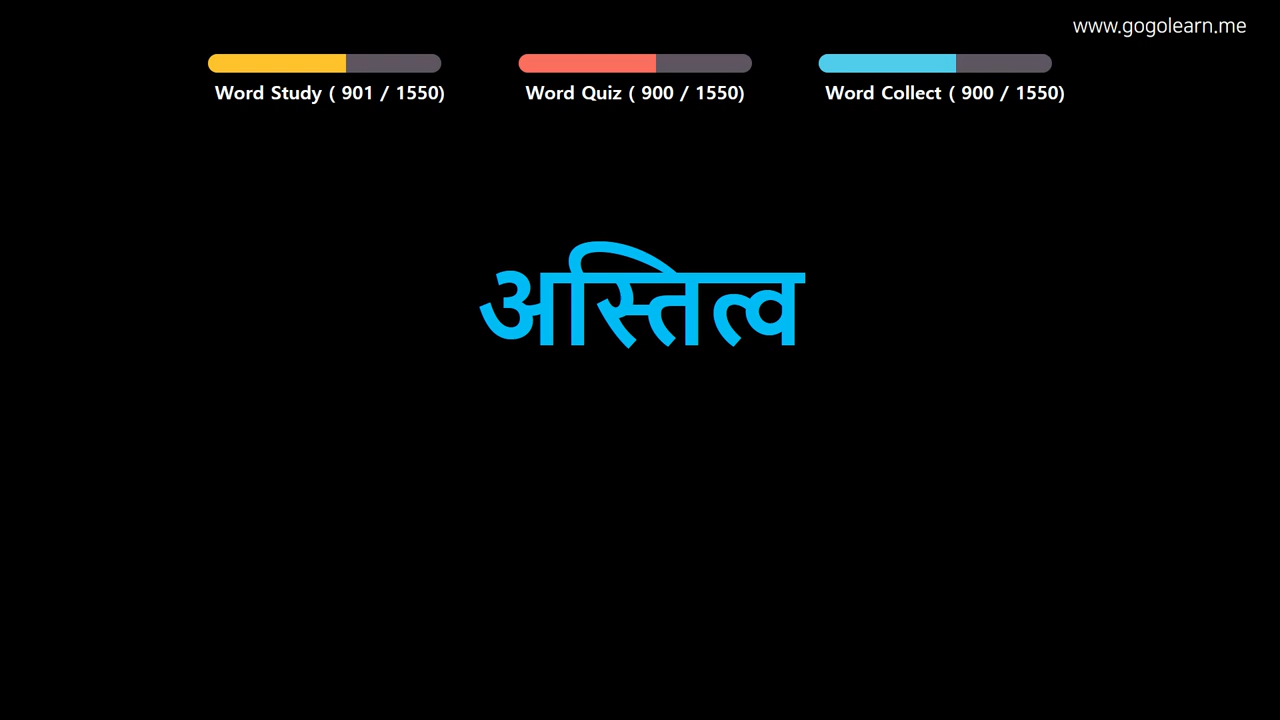 www.gogolearn.me
Word Study ( 901 / 1550)
Word Quiz ( 900 / 1550)
Word Collect ( 900 / 1550)
अस्तित्व